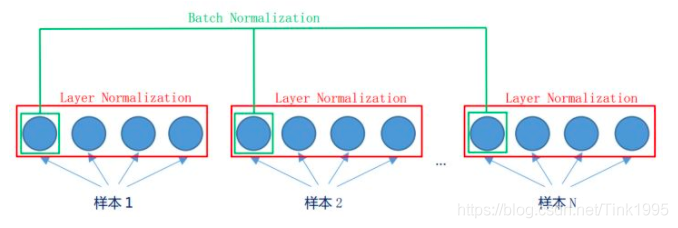 Batch Normalization
Layer Normalization
Layer Normalization
Layer Normalization
...
样本1
样本2
样本N
https://blog.csdn.net/Tink1995